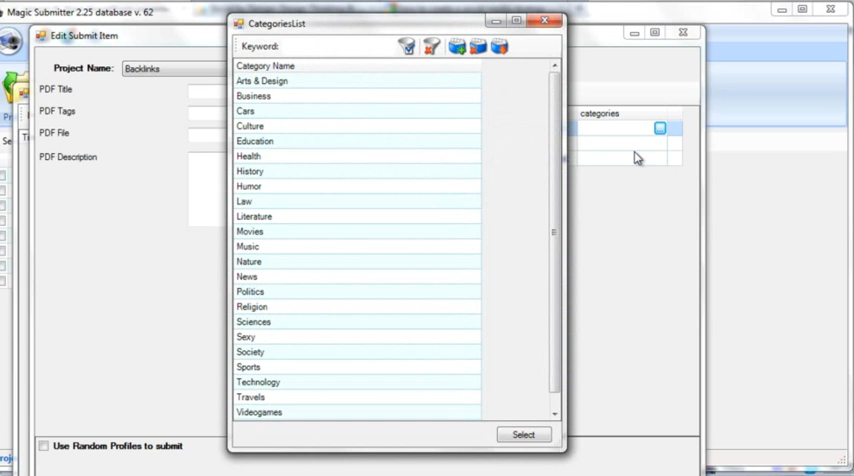 Magic Submitter 2.25 database v. 62
Edit Submit Item
CategoriesList
Project Name:
Backlinks
Keyword:
PDF Title
PDF Tags
PDF File
PDF Description
Category Name
Arts & Design
Business
Cars
Culture
Education
Health
History
Humor
Law
Literature
Movies
Music
Nature
News
Politics
Religion
Sciences
Sexy
Society
Sports
Technology
Travels
Videogames
categories
Select
Use Random Profiles to submit